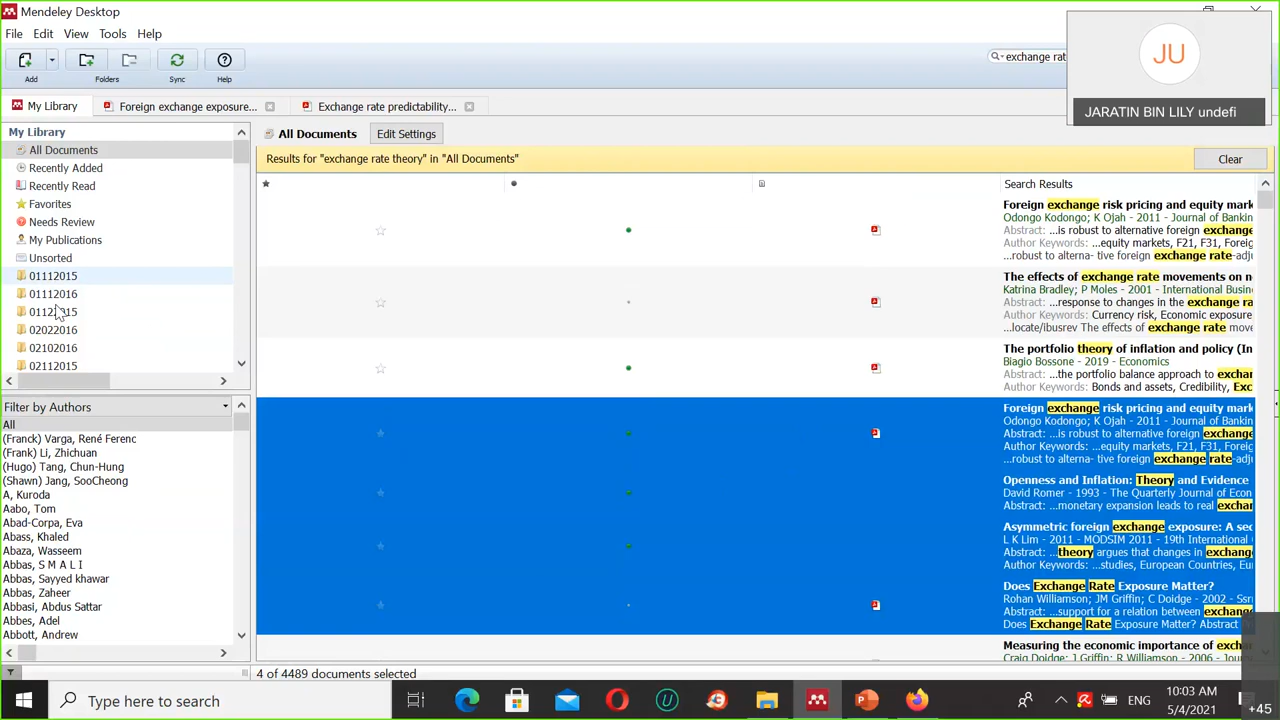 Mendeley Desktop
File Edit View Tools Help
exchange rat
JU
JARATIN BIN LILY undefi
Add Folders Sync Help
My Library Foreign exchange exposure... Exchange rate predictability...
My Library
All Documents
Recently Added
Recently Read
Favorites
Needs Review
My Publications
Unsorted
01112015
01112016
02022016
02102016
02112015
Filter by Authors
All
(Franck) Varga, René Ferenc
(Frank) Li, Zhichuan
(Hugo) Tang, Chun-Hung
(Shawn) Jang, SooCheong
A, Kuroda
Aabo, Tom
Abad-Corpa, Eva
Abass, Khaled
Abaza, Wasseem
Abbas, S M A L I
Abbas, Sayyed khawar
Abbas, Zaheer
Abbasi, Abdus Sattar
Abbes, Adel
Abbott, Andrew
All Documents Edit Settings
Results for "exchange rate theory" in "All Documents" Clear
Search Results
Foreign exchange risk pricing and equity mark
Odongo Kodongo; K Ojah - 2011 - Journal of Bankin
Abstract: ...is robust to alternative foreign exchang
Author Keywords: ...equity markets, F21, F31, Foreig
...robust to alterna- tive foreign exchange rate-adju
The effects of exchange rate movements on n
Katrina Bradley; P Moles - 2001 - International Busin
Abstract: ...response to changes in the exchange ra
Author Keywords: Currency risk, Economic exposure
...locate/ibusrev The effects of exchange rate move
The portfolio theory of inflation and policy (In
Biagio Bossone - 2019 - Economics
Abstract: ...the portfolio balance approach to exchan
Author Keywords: Bonds and assets, Credibility, Exc
Foreign exchange risk pricing and equity mark
Odongo Kodongo; K Ojah - 2011 - Journal of Bankin
Abstract: ...is robust to alternative foreign exchang
Author Keywords: ...equity markets, F21, F31, Foreig
...robust to alterna- tive foreign exchange rate-adju
Openness and Inflation: Theory and Evidence
David Romer - 1993 - The Quarterly Journal of Econ
Abstract: ...monetary expansion leads to real exchan
Asymmetric foreign exchange exposure: A sec
L K Lim - 2011 - MODSIM 2011 - 19th International
Abstract: ...theory argues that changes in exchang
Author Keywords: ...studies, European Countries, Eu
Does Exchange Rate Exposure Matter?
Rohan Williamson; JM Griffin; C Doidge - 2002 - Ssr
Abstract: ...support for a relation between exchang
Does Exchange Rate Exposure Matter? Abstract
Measuring the economic importance of exch
Craig Doidge; J Griffin; R Williamson - 2006 - Journ
4 of 4489 documents selected
Type here to search
ENG
10:03 AM
5/4/2021
+45